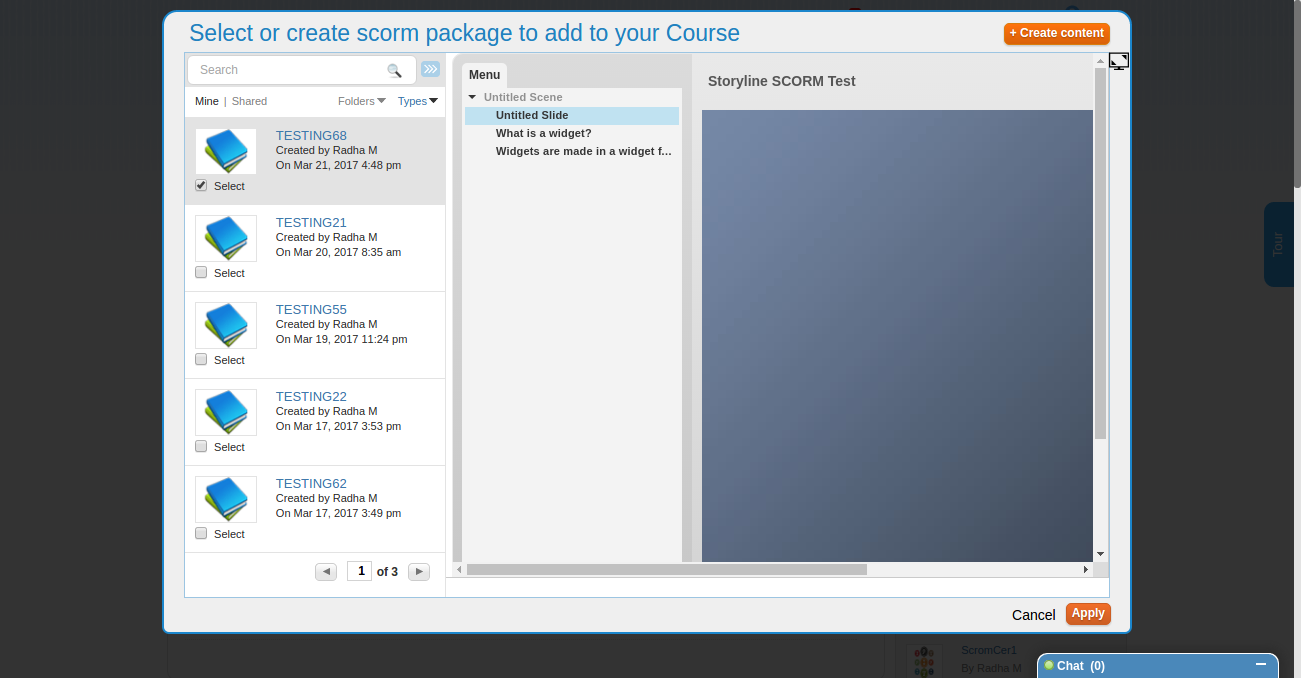 Select or create scorm package to add to your Course
+ Create content
Search
Mine | Shared
Folders
Types
TESTING68
Created by Radha M
On Mar 21, 2017 4:48 pm
Select
TESTING21
Created by Radha M
On Mar 20, 2017 8:35 am
Select
TESTING55
Created by Radha M
On Mar 19, 2017 11:24 pm
Select
TESTING22
Created by Radha M
On Mar 17, 2017 3:53 pm
Select
TESTING62
Created by Radha M
On Mar 17, 2017 3:49 pm
Select
1 of 3
Menu
Untitled Scene
Untitled Slide
What is a widget?
Widgets are made in a widget f...
Storyline SCORM Test
Tour
Cancel
Apply
ScromCer1
By Radha M
Chat (0)